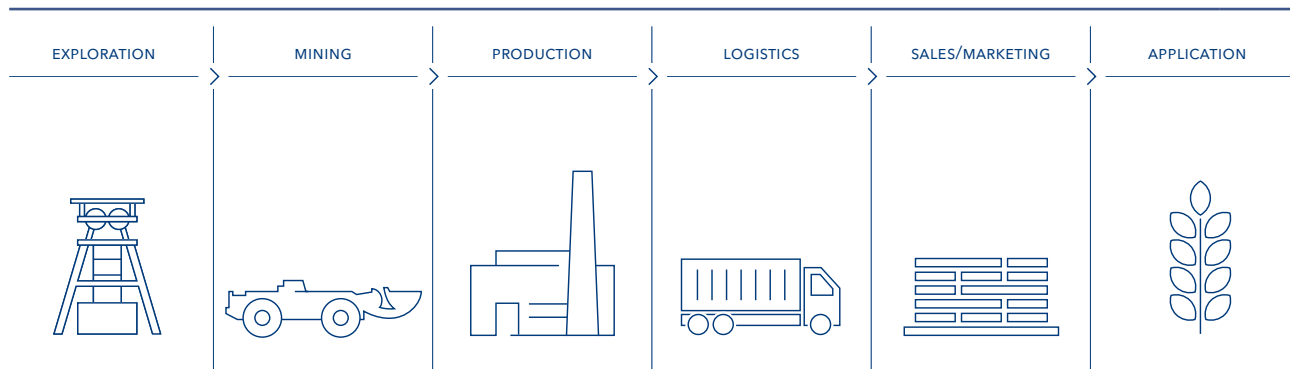 EXPLORATION
MINING
PRODUCTION
LOGISTICS
SALES/MARKETING
APPLICATION